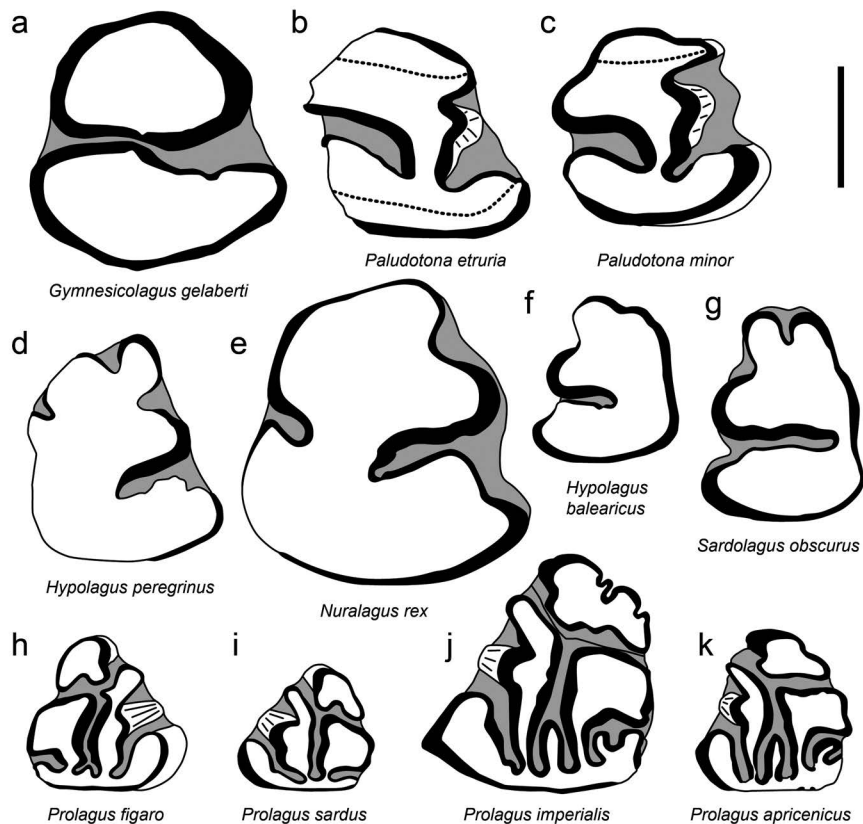 a
b
c
Gymnesicolagus gelaberti
Paludotona etruria
Paludotona minor
d
e
f
g
Hypolagus
balearicus
Hypolagus peregrinus
Nuralagus rex
Sardolagus obscurus
h
i
j
k
Prolagus figaro
Prolagus sardus
Prolagus imperialis
Prolagus apricenicus